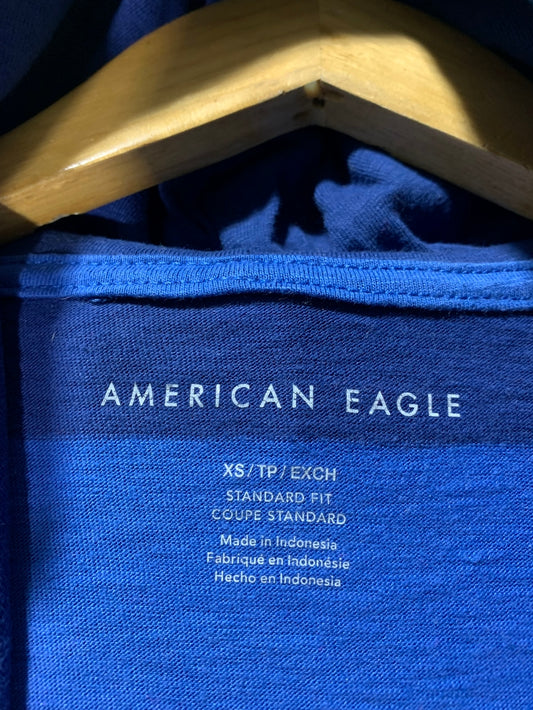 AMERICAN EAGLE
XS/TP/EXCH
STANDARD FIT
COUPE STANDARD
Made in Indonesia
Fabriqué en Indonésie
Hecho en Indonesia